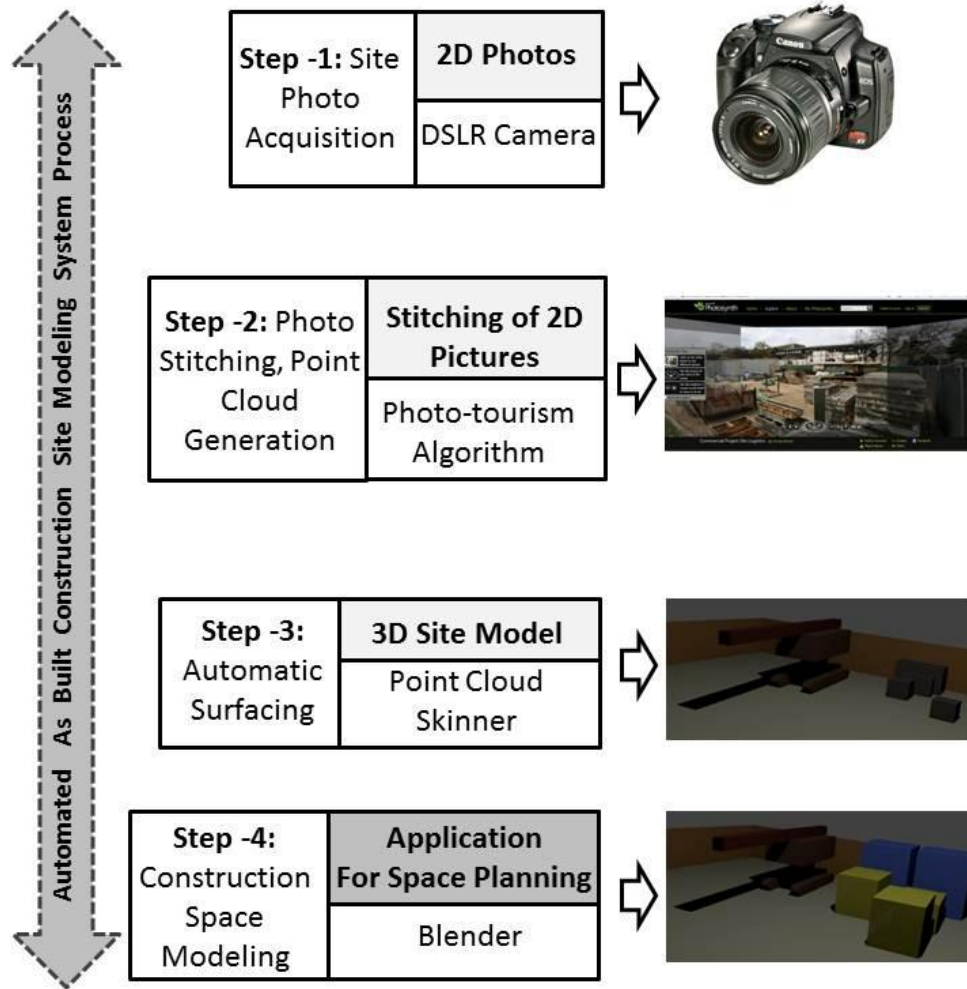 Automated As Built Construction Site Modeling System Process
Step -1: Site
Photo
Acquisition
2D Photos
DSLR Camera
Canon
EOS
Step -2: Photo
Stitching, Point
Cloud
Generation
Stitching of 2D
Pictures
Photo-tourism
Algorithm
Photosynth
Step -3:
Automatic
Surfacing
3D Site Model
Point Cloud
Skinner
Step -4:
Construction
Space
Modeling
Application
For Space Planning
Blender